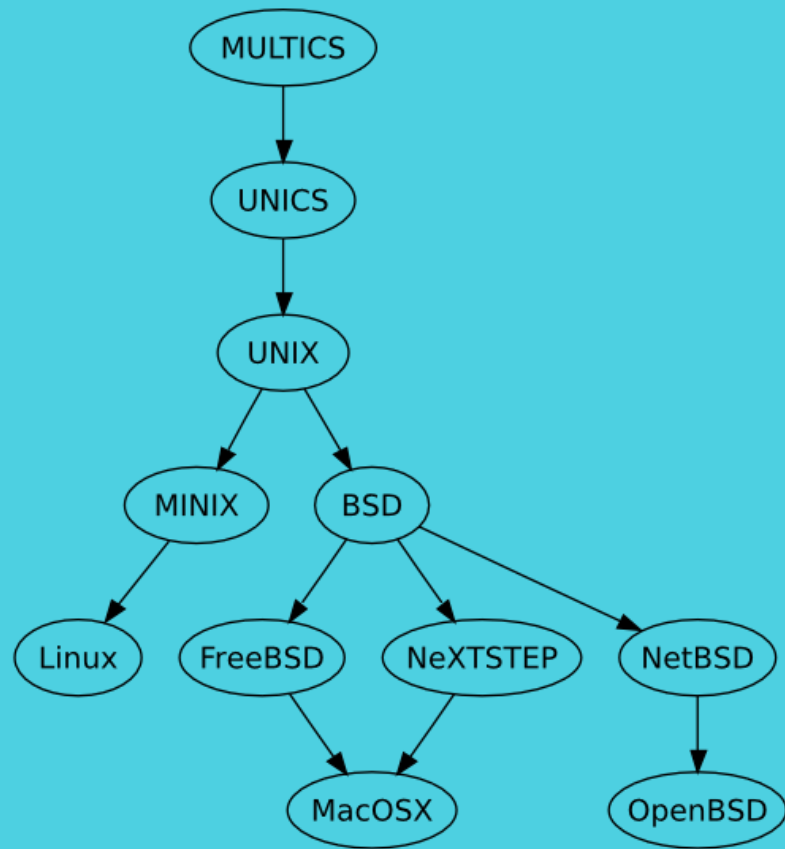 MULTICS
UNICS
UNIX
MINIX BSD
Linux FreeBSD NeXTSTEP NetBSD
MacOSX OpenBSD